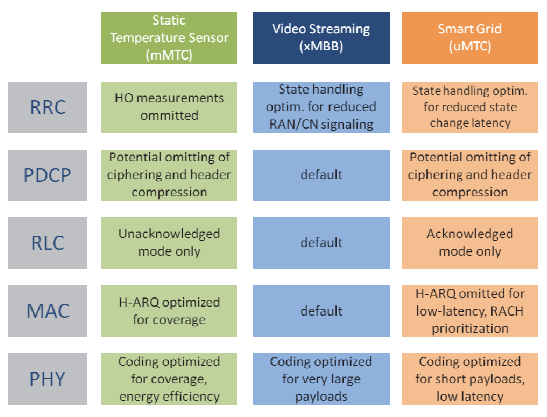 Static
Temperature Sensor
(mMTC)
Video Streaming
(xMBB)
Smart Grid
(uMTC)
RRC
HO measurements
ommitted
State handling
optim. for reduced
RAN/CN signaling
State handling optim.
for reduced state
change latency
PDCP
Potential omitting of
ciphering and header
compression
default
Potential omitting of
ciphering and header
compression
RLC
Unacknowledged
mode only
default
Acknowledged
mode only
MAC
H-ARQ optimized
for coverage
default
H-ARQ omitted for
low-latency, RACH
prioritization
PHY
Coding optimized
for coverage,
energy efficiency
Coding optimized
for very large
payloads
Coding optimized
for short payloads,
low latency